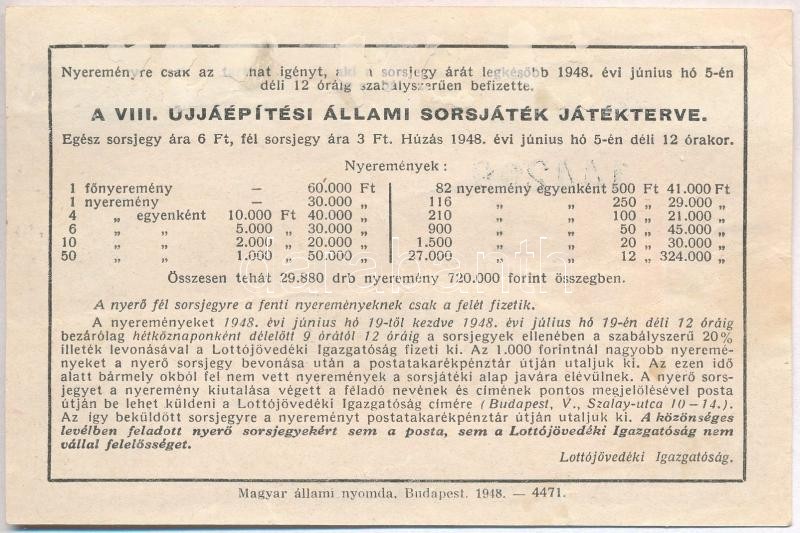 Nyereményre csak az tarthat igényt, aki a sorsjegy árát legkésőbb 1948. évi június hó 5-én
déli 12 óráig szabályszerűen befizette.
A VIII. UJJÁÉPÍTÉSI ÁLLAMI SORSJÁTÉK JÁTÉKTERVE.
Egész sorsjegy ára 6 Ft, fél sorsjegy ára 3 Ft. Húzás 1948. évi június hó 5-én déli 12 órakor.
Nyeremények :
1 főnyeremény — 60.000 Ft
1 nyeremény — 30.000 „
4 „ egyenként 10.000 Ft 40.000 „
6 „ „ 5.000 „ 30.000 „
10 „ „ 2.000 „ 20.000 „
50 „ „ 1.000 „ 50.000 „
82 nyeremény egyenként 500 Ft 41.000 Ft
116 „ „ 250 „ 29.000 „
210 „ „ 100 „ 21.000 „
900 „ „ 50 „ 45.000 „
1.500 „ „ 20 „ 30.000 „
27.000 „ „ 12 „ 324.000 „
Összesen tehát 29.880 drb nyeremény 720.000 forint összegben.
A nyerő fél sorsjegyre a fenti nyereményeknek csak a felét fizetik.
A nyereményeket 1948. évi június hó 19-től kezdve 1948. évi július hó 19-én déli 12 óráig
bezárólag hétköznaponként délelőtt 9 órától 12 óráig a sorsjegyek ellenében a szabályszerű 20%
illeték levonásával a Lottójövedéki Igazgatóság fizeti ki. Az 1.000 forintnál nagyobb nyeremé-
nyeket a nyerő sorsjegy bevonása után a postatakarékpénztár útján utaljuk ki. Az ezen idő
alatt bármely okból fel nem vett nyeremények a sorsjátéki alap javára elévülnek. A nyerő sors-
jegyet a nyeremény kiutalása végett a feladó nevének és címének pontos megjelölésével posta
útján be lehet küldeni a Lottójövedéki Igazgatóság címére (Budapest, V., Szalay-utca 10—14.).
Az így beküldött sorsjegyre a nyereményt postatakarékpénztár útján utaljuk ki. A közönséges
levélben feladott nyerő sorsjegyekért sem a posta, sem a Lottójövedéki Igazgatóság nem
vállal felelősséget.
Lottójövedéki Igazgatóság.
Magyar állami nyomda, Budapest. 1948. — 4471.